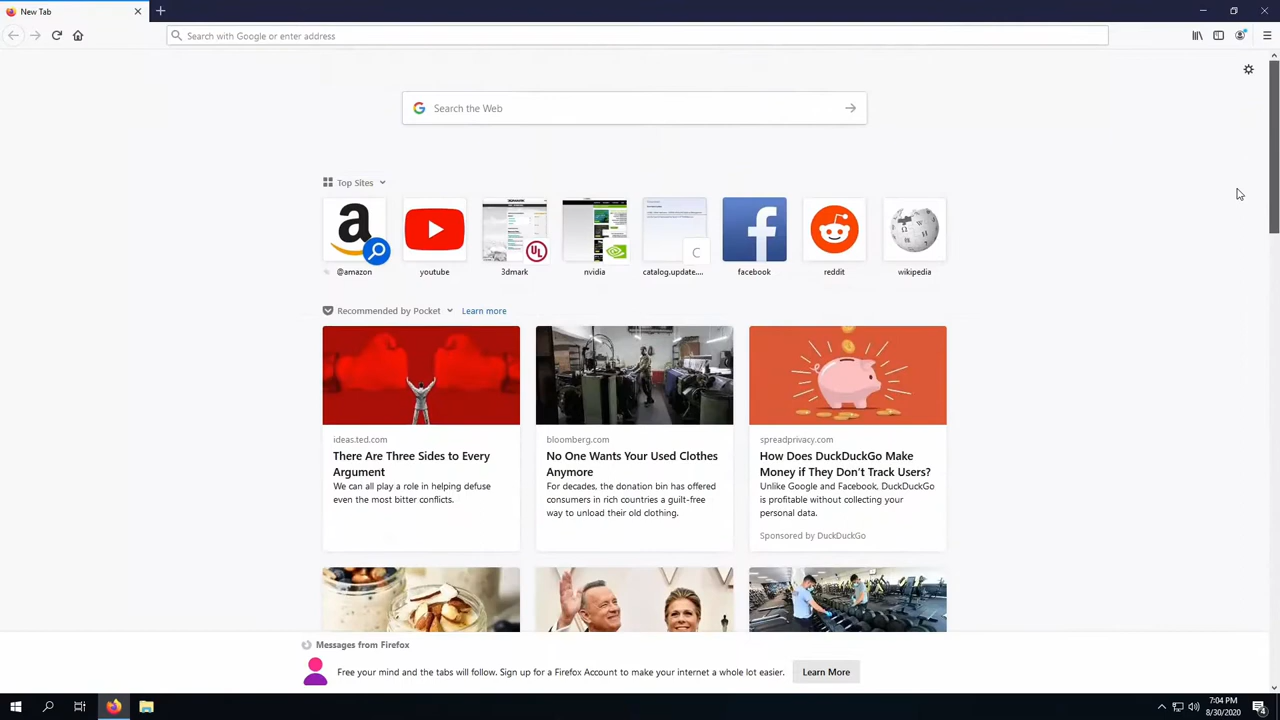 New Tab
Search with Google or enter address
Search the Web
Top Sites
@amazon
youtube
3dmark
nvidia
catalog.update....
facebook
reddit
wikipedia
a
3DMARK
UL
C
f
W
Recommended by Pocket
Learn more
ideas.ted.com
There Are Three Sides to Every
Argument
We can all play a role in helping defuse
even the most bitter conflicts.
bloomberg.com
No One Wants Your Used Clothes
Anymore
For decades, the donation bin has offered
consumers in rich countries a guilt-free
way to unload their old clothing.
spreadprivacy.com
How Does DuckDuckGo Make
Money if They Don’t Track Users?
Unlike Google and Facebook, DuckDuckGo
is profitable without collecting your
personal data.
Sponsored by DuckDuckGo
Messages from Firefox
Free your mind and the tabs will follow. Sign up for a Firefox Account to make your internet a whole lot easier.
Learn More
7:04 PM
8/30/2020
4